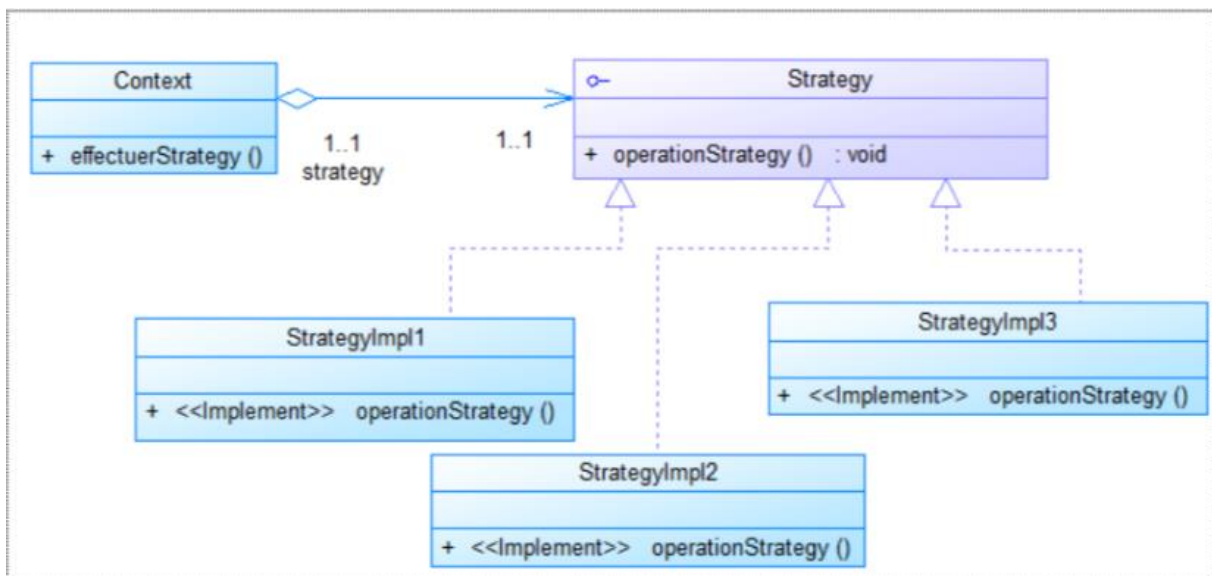 Context
+ effectuerStrategy ()
1..1
strategy
1..1
Strategy
+ operationStrategy () : void
StrategyImpl1
+ <<Implement>> operationStrategy ()
StrategyImpl2
+ <<Implement>> operationStrategy ()
StrategyImpl3
+ <<Implement>> operationStrategy ()